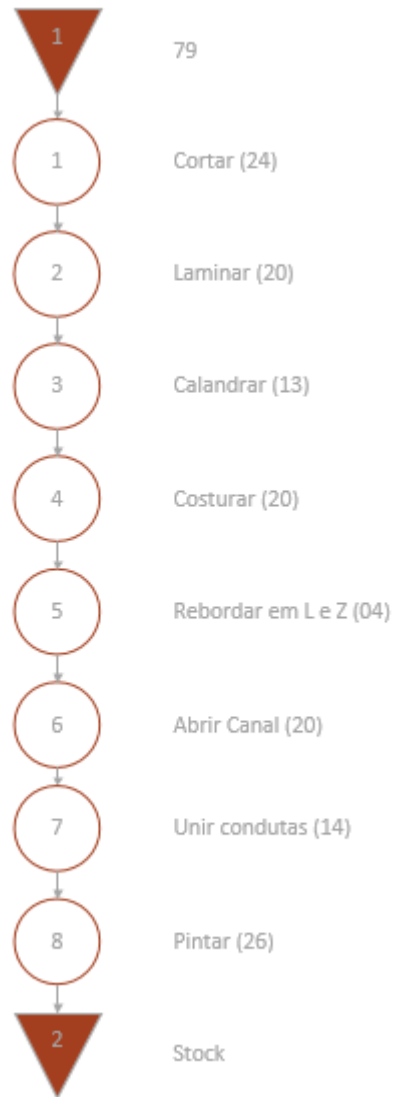 1 79
1 Cortar (24)
2 Laminar (20)
3 Calandrar (13)
4 Costurar (20)
5 Rebordar em L e Z (04)
6 Abrir Canal (20)
7 Unir condutas (14)
8 Pintar (26)
2 Stock